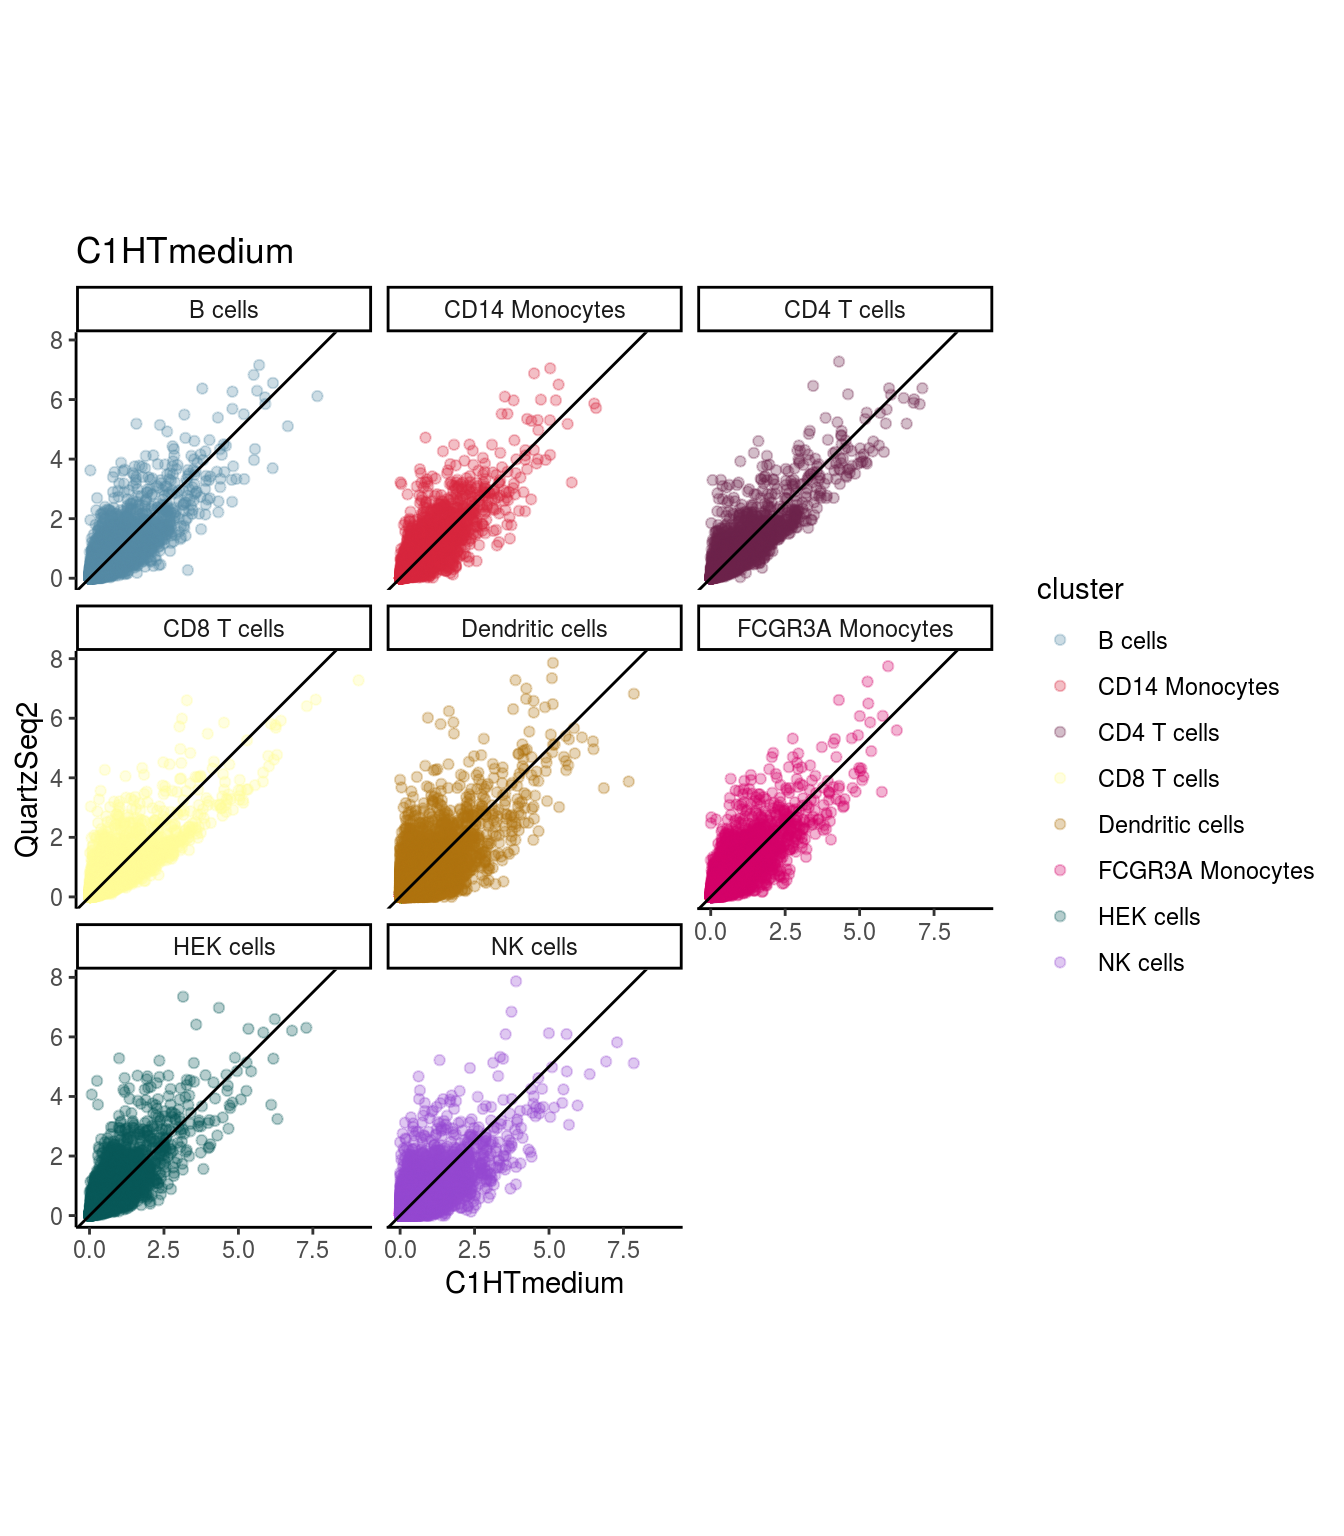 C1HTmedium
B cells
CD14 Monocytes
CD4 T cells
8
6
4
2
0
CD8 T cells
Dendritic cells
FCGR3A Monocytes
8
6
4
2
0
0.0 2.5 5.0 7.5
HEK cells
NK cells
8
6
4
2
0
0.0 2.5 5.0 7.5
0.0 2.5 5.0 7.5
C1HTmedium
QuartzSeq2
cluster
B cells
CD14 Monocytes
CD4 T cells
CD8 T cells
Dendritic cells
FCGR3A Monocytes
HEK cells
NK cells